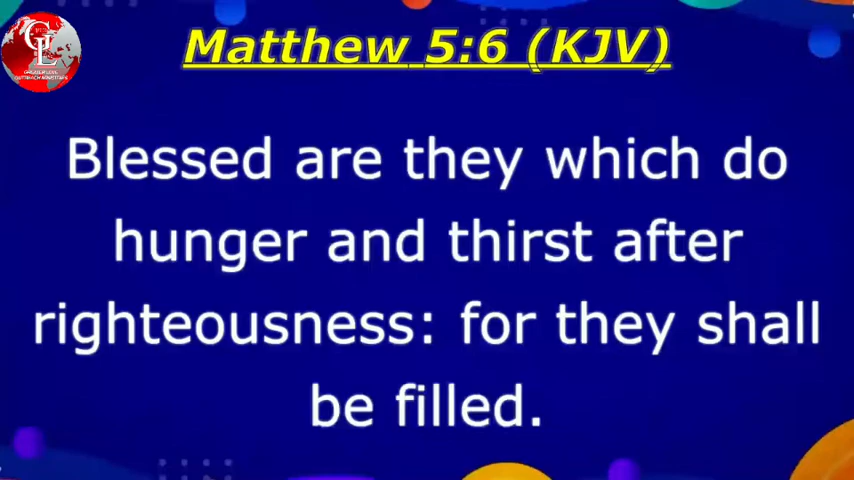 Matthew 5:6 (KJV)
GL
Blessed are they which do
hunger and thirst after
righteousness: for they shall
be filled.